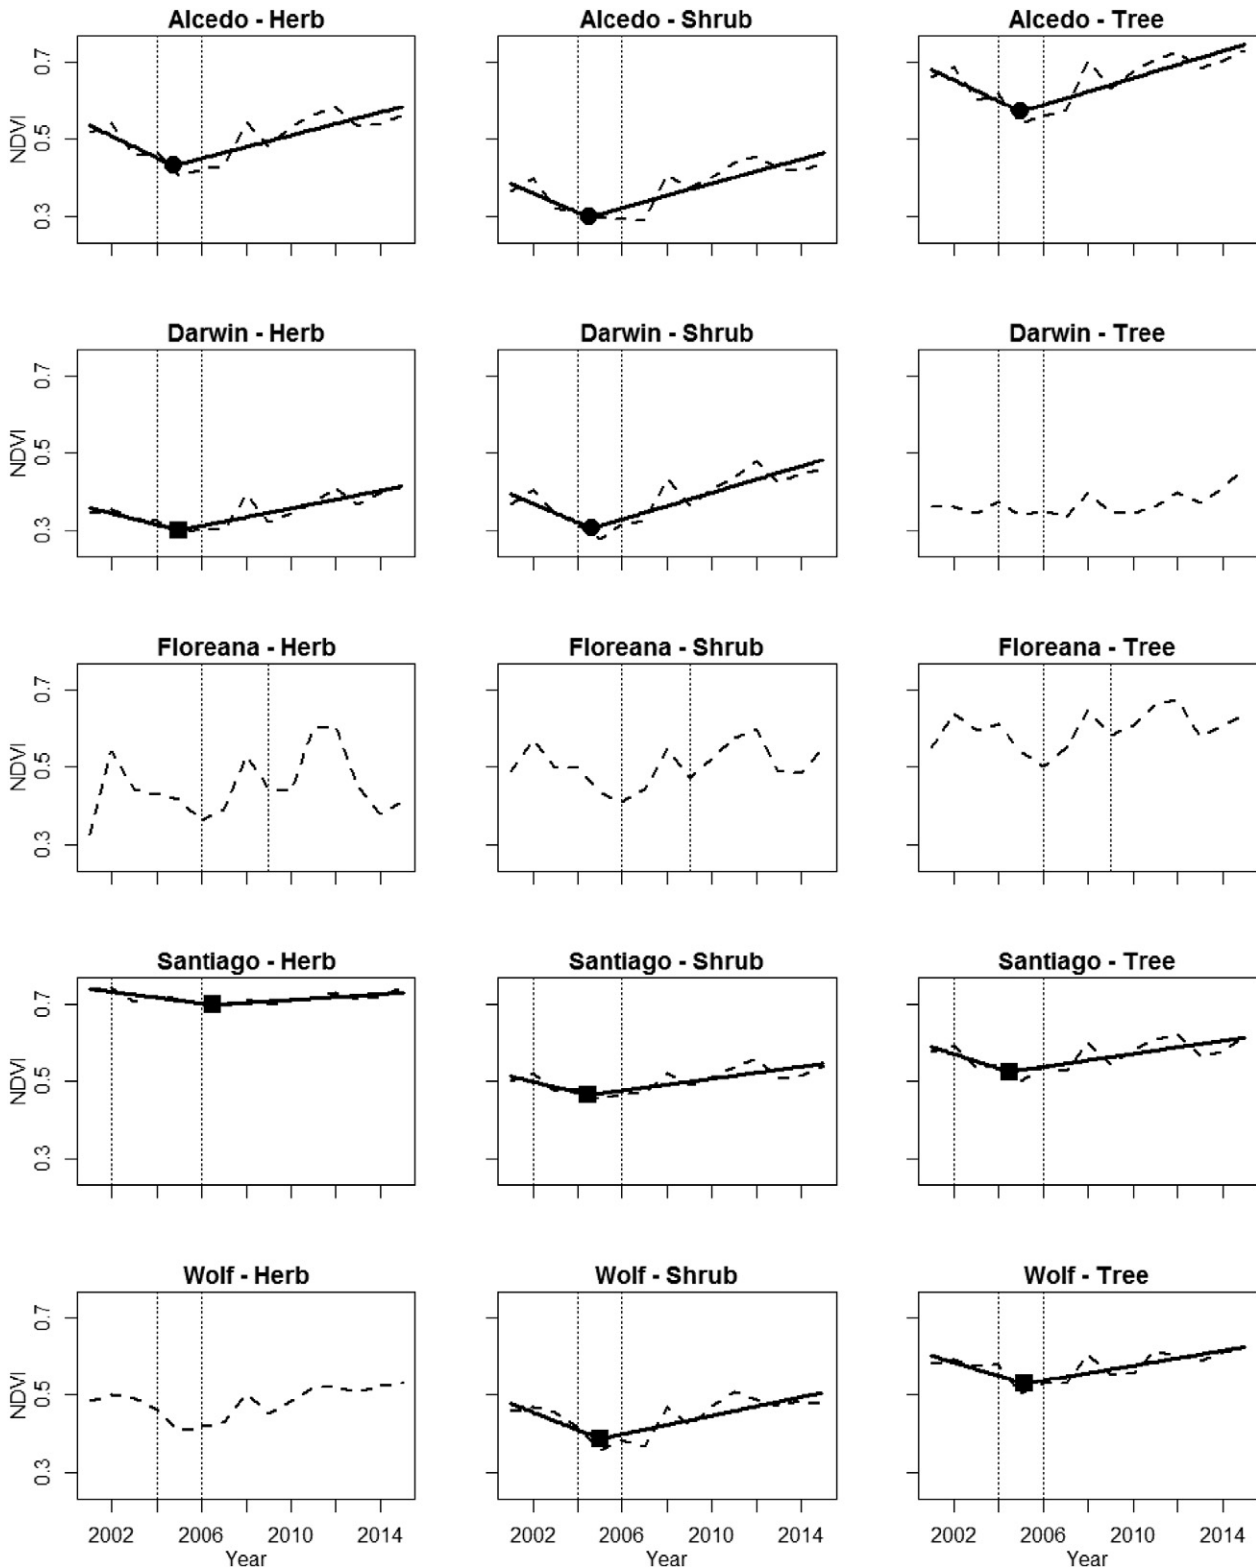 Alcedo - Herb
Alcedo - Shrub
Alcedo - Tree
NDVI
0.7
0.5
0.3
Darwin - Herb
Darwin - Shrub
Darwin - Tree
NDVI
0.7
0.5
0.3
Floreana - Herb
Floreana - Shrub
Floreana - Tree
NDVI
0.7
0.5
0.3
Santiago - Herb
Santiago - Shrub
Santiago - Tree
NDVI
0.7
0.5
0.3
Wolf - Herb
Wolf - Shrub
Wolf - Tree
NDVI
0.7
0.5
0.3
2002 2006 2010 2014
2002 2006 2010 2014
2002 2006 2010 2014
Year
Year
Year